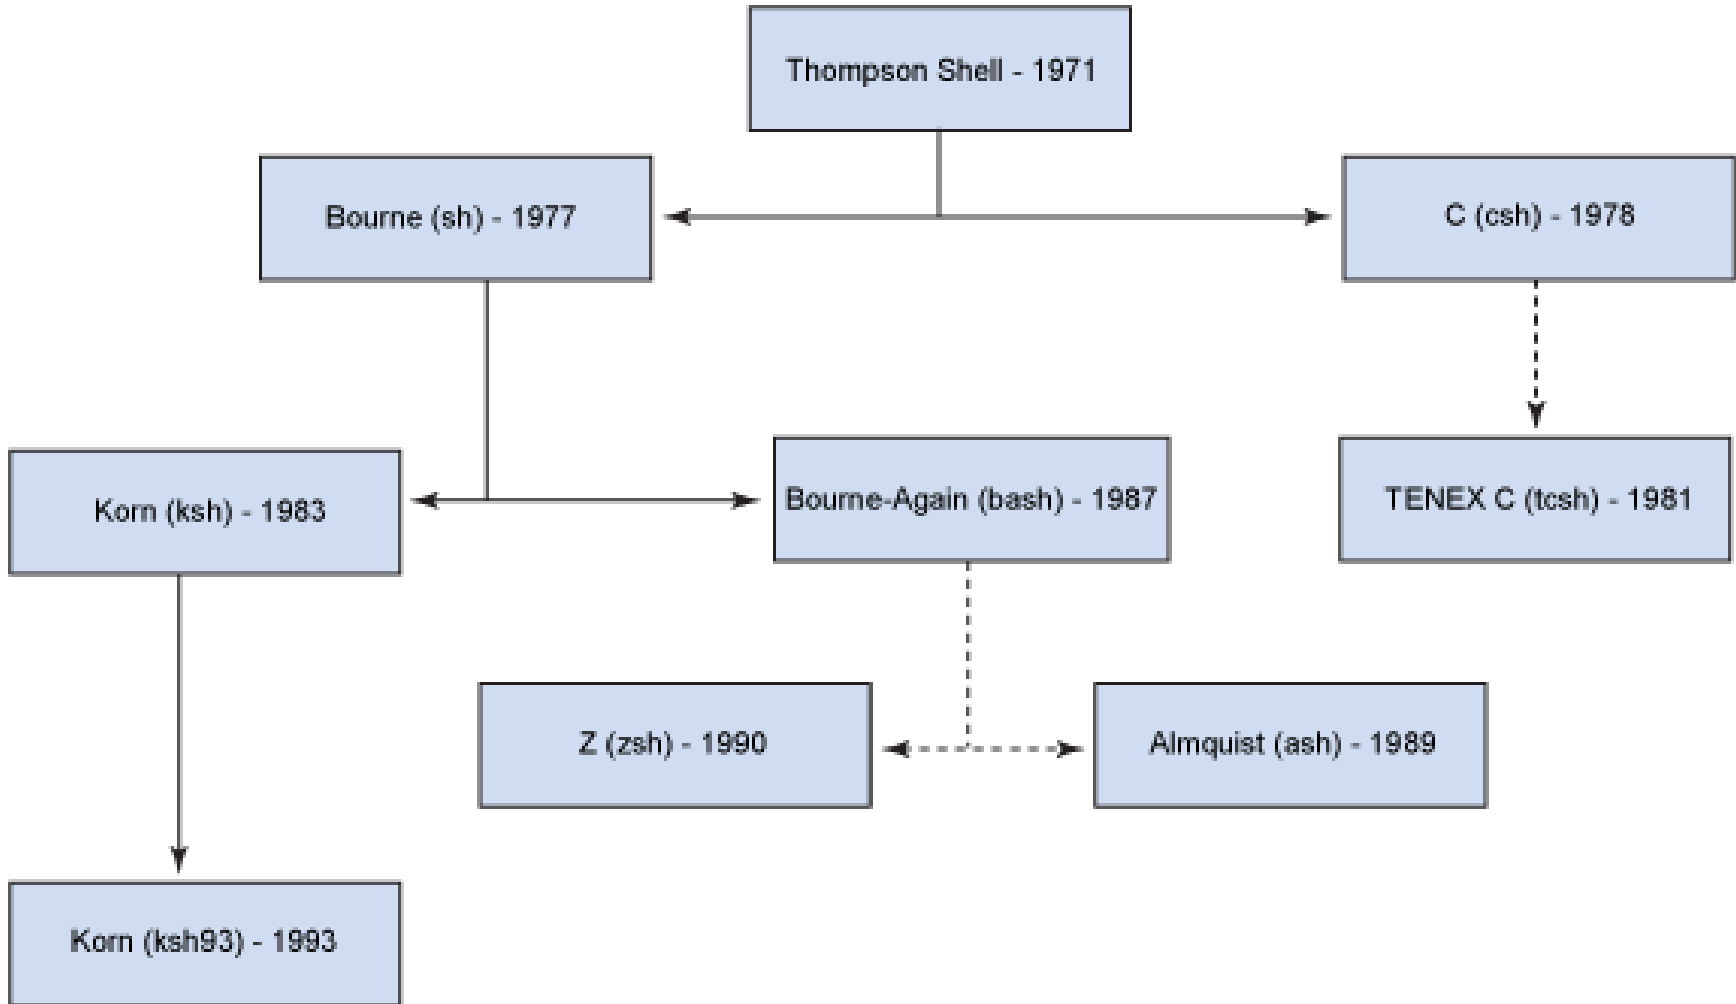 Thompson Shell - 1971
Bourne (sh) - 1977
C (csh) - 1978
Korn (ksh) - 1983
Bourne-Again (bash) - 1987
TENEX C (tcsh) - 1981
Z (zsh) - 1990
Almquist (ash) - 1989
Korn (ksh93) - 1993